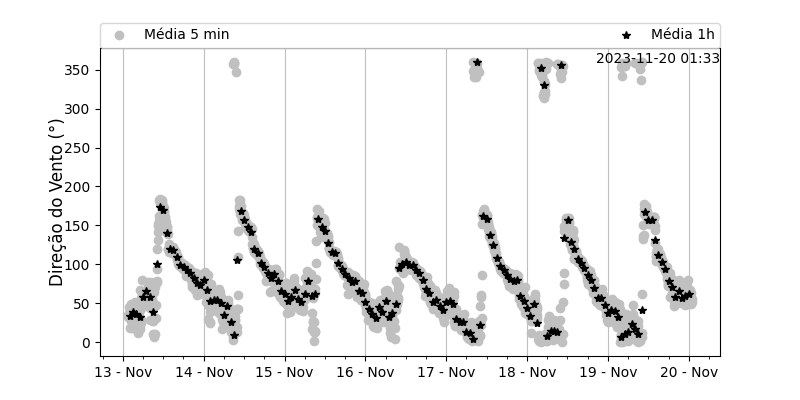 Média 5 min
Média 1h
2023-11-20 01:33
Direção do Vento (°)
350
300
250
200
150
100
50
0
13 - Nov
14 - Nov
15 - Nov
16 - Nov
17 - Nov
18 - Nov
19 - Nov
20 - Nov